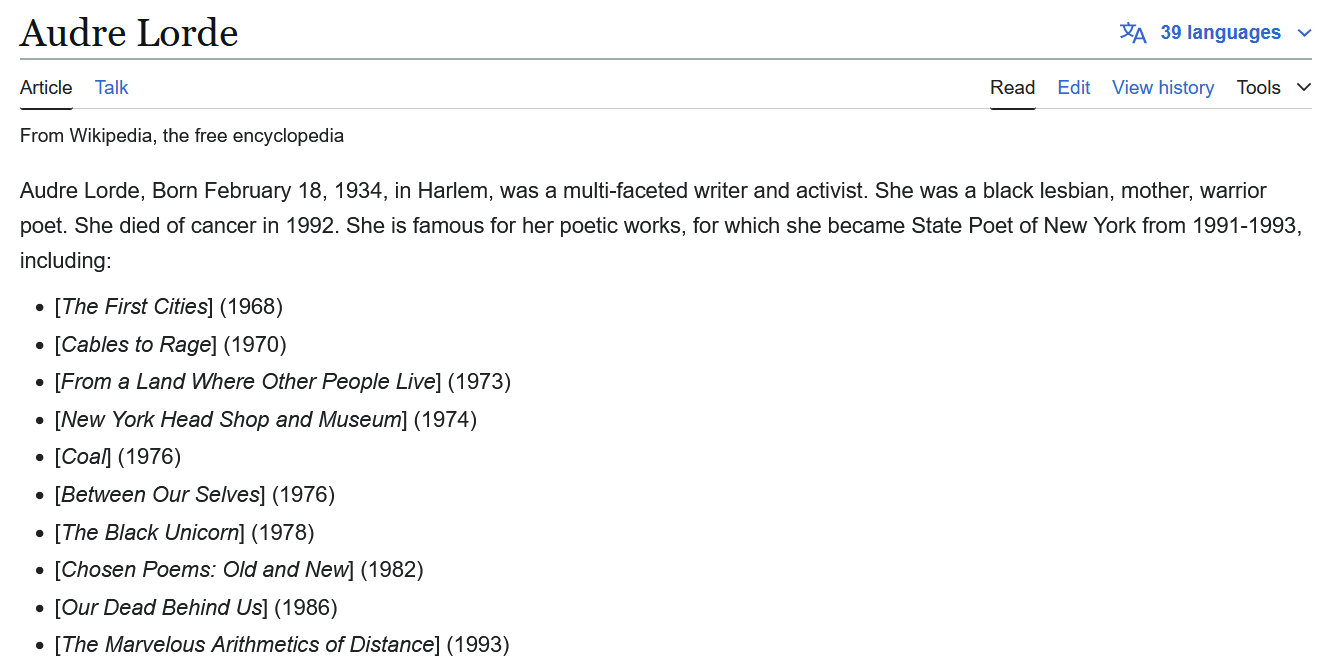 Audre Lorde
39 languages
Article Talk
Read Edit View history Tools
From Wikipedia, the free encyclopedia
Audre Lorde, Born February 18, 1934, in Harlem, was a multi-faceted writer and activist. She was a black lesbian, mother, warrior
poet. She died of cancer in 1992. She is famous for her poetic works, for which she became State Poet of New York from 1991-1993,
including:
• [The First Cities] (1968)
• [Cables to Rage] (1970)
• [From a Land Where Other People Live] (1973)
• [New York Head Shop and Museum] (1974)
• [Coal] (1976)
• [Between Our Selves] (1976)
• [The Black Unicorn] (1978)
• [Chosen Poems: Old and New] (1982)
• [Our Dead Behind Us] (1986)
• [The Marvelous Arithmetics of Distance] (1993)